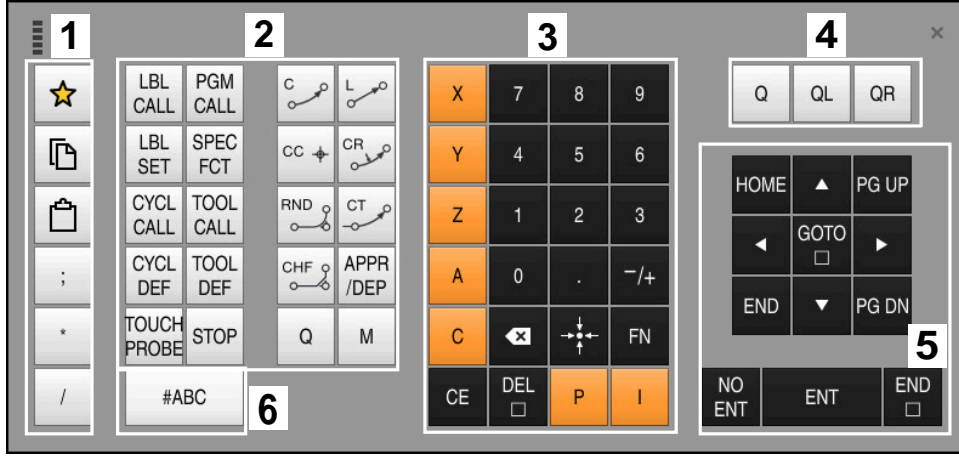 1
2
3
4
×
LBL
CALL
PGM
CALL
C
L
X
7
8
9
Q
QL
QR
LBL
SET
SPEC
FCT
CC
CR
Y
4
5
6
HOME
PG UP
CYCL
CALL
TOOL
CALL
RND
CT
Z
1
2
3
GOTO
;
CYCL
DEF
TOOL
DEF
CHF
APPR
/DEP
A
0
.
−/+
END
PG DN
*
TOUCH
PROBE
STOP
Q
M
C
FN
5
/
#ABC
6
CE
DEL
P
I
NO
ENT
ENT
END